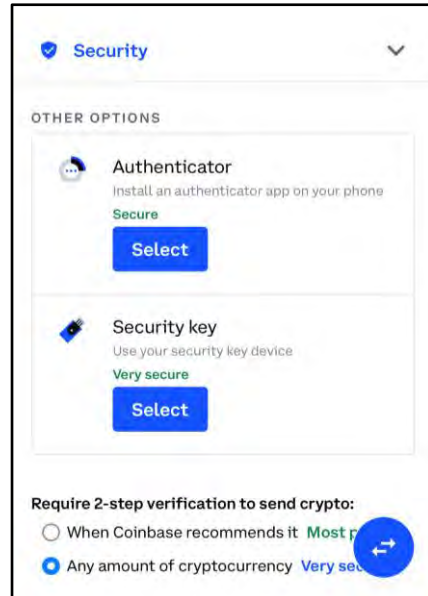 Security
OTHER OPTIONS
Authenticator
Install an authenticator app on your phone
Secure
Select
Security key
Use your security key device
Very secure
Select
Require 2-step verification to send crypto:
When Coinbase recommends it Most
Any amount of cryptocurrency Very